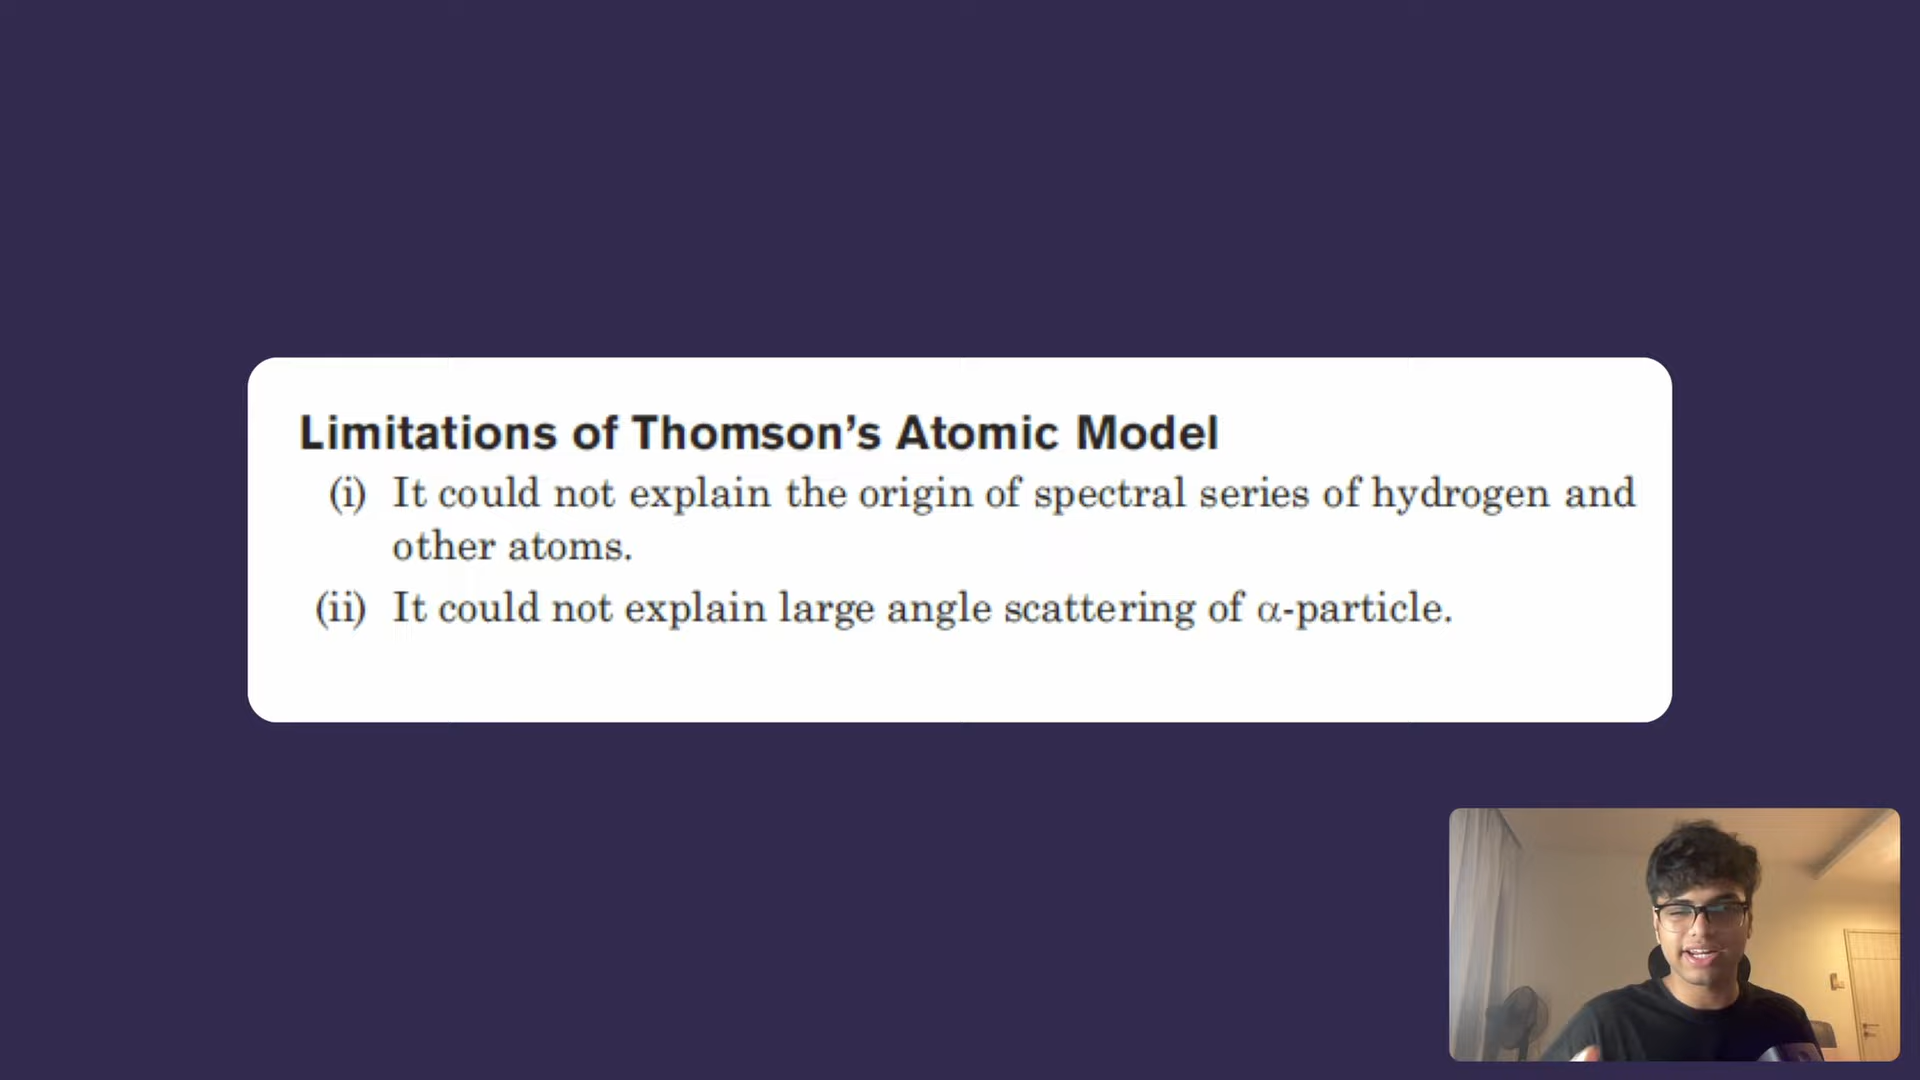 Limitations of Thomson’s Atomic Model
(i) It could not explain the origin of spectral series of hydrogen and
other atoms.
(ii) It could not explain large angle scattering of α-particle.